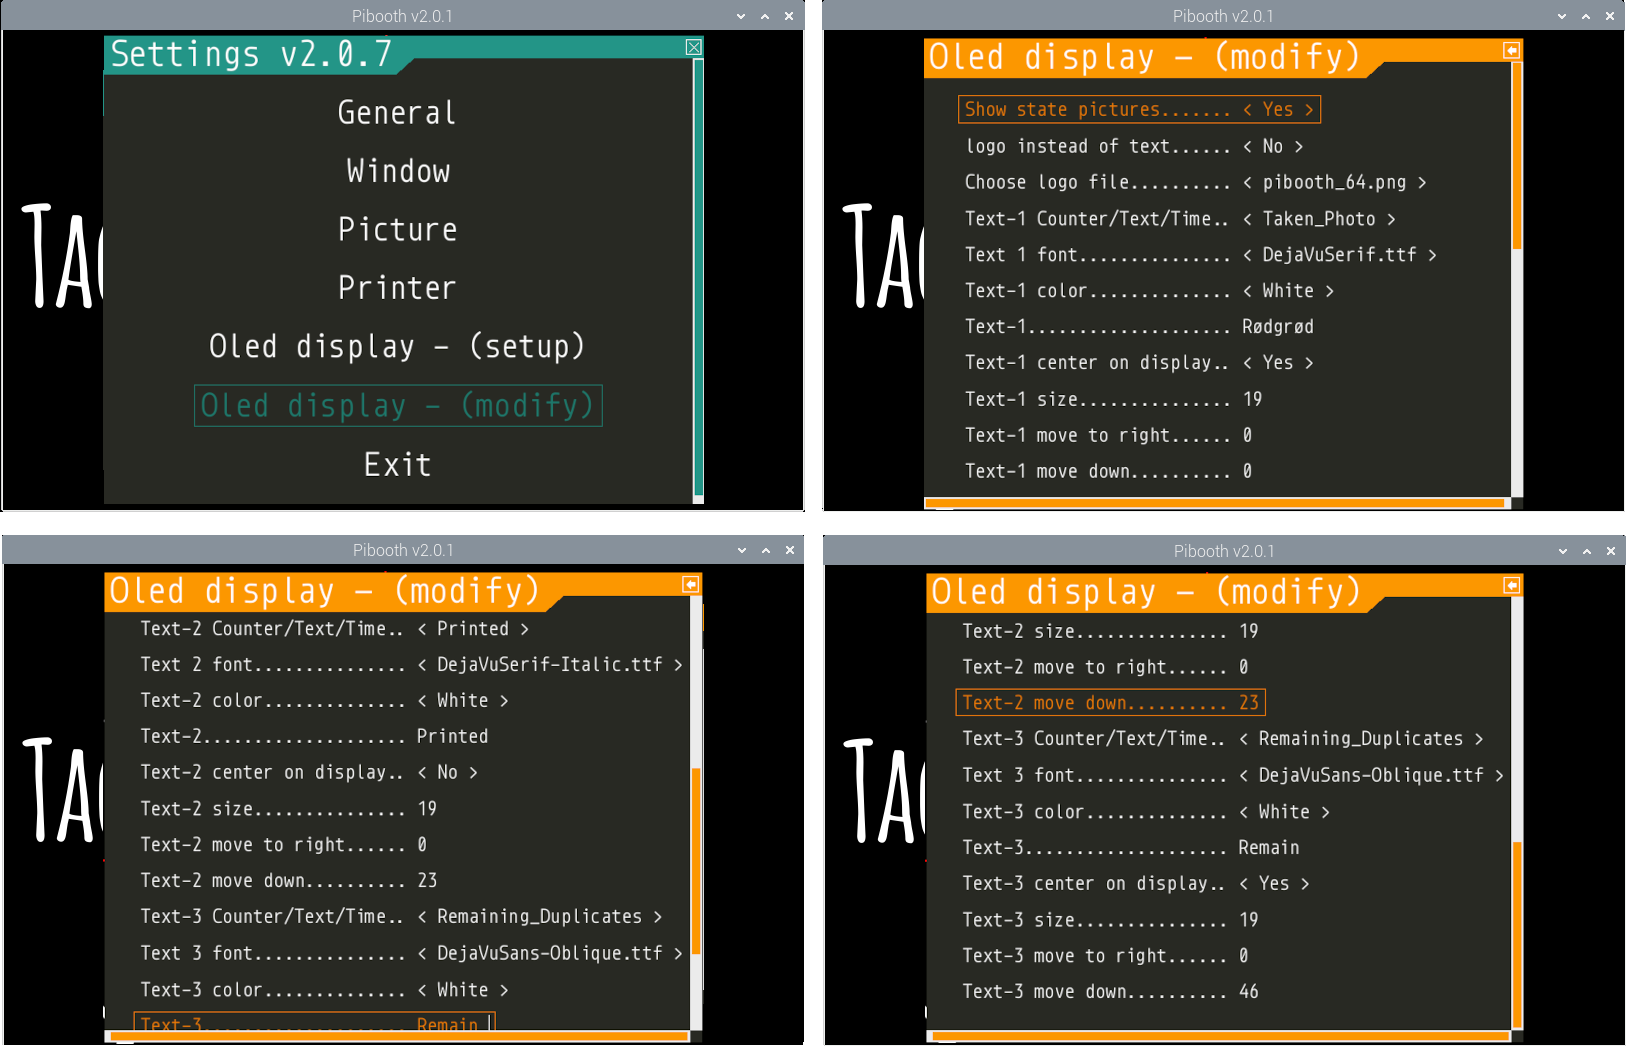 Pibooth v2.0.1
Settings v2.0.7
General
Window
Picture
Printer
Oled display - (setup)
Oled display - (modify)
Exit
Pibooth v2.0.1
Oled display - (modify)
Show state pictures....... < Yes >
logo instead of text...... < No >
Choose logo file.......... < pibooth_64.png >
Text-1 Counter/Text/Time.. < Taken_Photo >
Text 1 font............... < DejaVuSerif.ttf >
Text-1 color.............. < White >
Text-1.................... Rødgrød
Text-1 center on display.. < Yes >
Text-1 size............... 19
Text-1 move to right...... 0
Text-1 move down.......... 0
Pibooth v2.0.1
Oled display - (modify)
Text-2 Counter/Text/Time.. < Printed >
Text 2 font............... < DejaVuSerif-Italic.ttf >
Text-2 color.............. < White >
Text-2.................... Printed
Text-2 center on display.. < No >
Text-2 size............... 19
Text-2 move to right...... 0
Text-2 move down.......... 23
Text-3 Counter/Text/Time.. < Remaining_Duplicates >
Text 3 font............... < DejaVuSans-Oblique.ttf >
Text-3 color.............. < White >
Text-3.................... Remain
Pibooth v2.0.1
Oled display - (modify)
Text-2 size............... 19
Text-2 move to right...... 0
Text-2 move down.......... 23
Text-3 Counter/Text/Time.. < Remaining_Duplicates >
Text 3 font............... < DejaVuSans-Oblique.ttf >
Text-3 color.............. < White >
Text-3.................... Remain
Text-3 center on display.. < Yes >
Text-3 size............... 19
Text-3 move to right...... 0
Text-3 move down.......... 46